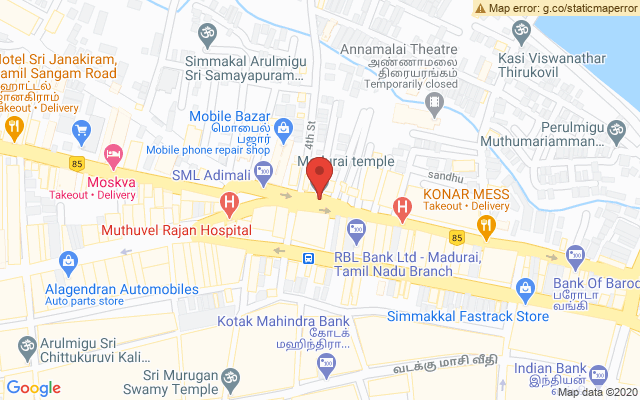 Map error: g.co/staticmaperror
Simmakal Arulmigu
Sri Samayapuram...
Annamalai Theatre
அண்ணாமலை
திரையரங்கம்
Temporarily closed
Kasi Viswanathar
Thirukovil
Hotel Sri Janakiram,
Tamil Sangam Road
ஹோட்டல்
ஜானகிராம்
Takeout • Delivery
Mobile Bazar
மொபைல்
பஜார்
Mobile phone repair shop
4th St
Perulmigu
Muthumariamman...
85
Moskva
Takeout • Delivery
SML Adimali
Madurai temple
sandhu
KONAR MESS
Takeout • Delivery
Muthuvel Rajan Hospital
85
RBL Bank Ltd - Madurai,
Tamil Nadu Branch
Bank Of Barod
பரோடா
வங்கி
Alagendran Automobiles
Auto parts store
Simmakkal Fastrack Store
Kotak Mahindra Bank
கோடக்
மஹிந்திரா...
Arulmigu Sri
Chittukuruvi Kali...
வடக்கு மாசி வீதி
Sri Murugan
Swamy Temple
Indian Bank
இந்தியன்
Google
Map data ©2020